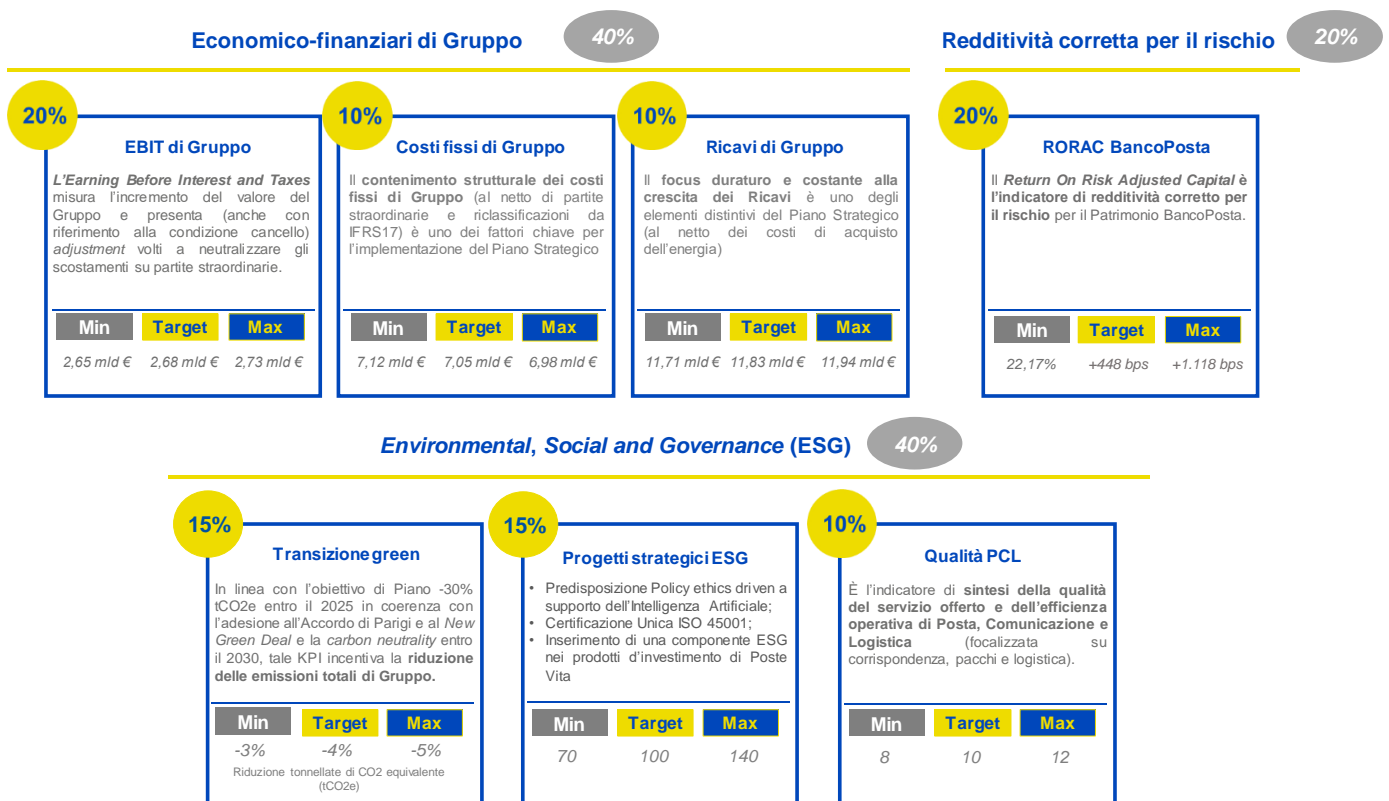 Economico-finanziari di Gruppo 40%
Redditività corretta per il rischio 20%
20%
EBIT di Gruppo
L'Earning Before Interest and Taxes
misura l'incremento del valore del
Gruppo e presenta (anche con
riferimento alla condizione cancello)
adjustment volti a neutralizzare gli
scostamenti su partite straordinarie.
Min Target Max
2,65 mld € 2,68 mld € 2,73 mld €
10%
Costi fissi di Gruppo
Il contenimento strutturale dei costi
fissi di Gruppo (al netto di partite
straordinarie e riclassificazioni da
IFRS17) è uno dei fattori chiave per
l'implementazione del Piano Strategico
Min Target Max
7,12 mld € 7,05 mld € 6,98 mld €
10%
Ricavi di Gruppo
Il focus duraturo e costante alla
crescita dei Ricavi è uno degli
elementi distintivi del Piano Strategico
(al netto dei costi di acquisto
dell'energia)
Min Target Max
11,71 mld € 11,83 mld € 11,94 mld €
20%
RORAC BancoPosta
Il Return On Risk Adjusted Capital è
l'indicatore di redditività corretto per
il rischio per il Patrimonio BancoPosta.
Min Target Max
22,17% +448 bps +1.118 bps
Environmental, Social and Governance (ESG) 40%
15%
Transizione green
In linea con l'obiettivo di Piano -30%
tCO2e entro il 2025 in coerenza con
l'adesione all'Accordo di Parigi e al New
Green Deal e la carbon neutrality entro
il 2030, tale KPI incentiva la riduzione
delle emissioni totali di Gruppo.
Min Target Max
-3% -4% -5%
Riduzione tonnellate di CO2 equivalente
(tCO2e)
15%
Progetti strategici ESG
• Predisposizione Policy ethics driven a
supporto dell'Intelligenza Artificiale;
• Certificazione Unica ISO 45001;
• Inserimento di una componente ESG
nei prodotti d'investimento di Poste
Vita
Min Target Max
70 100 140
10%
Qualità PCL
È l'indicatore di sintesi della qualità
del servizio offerto e dell'efficienza
operativa di Posta, Comunicazione e
Logistica (focalizzata su
corrispondenza, pacchi e logistica).
Min Target Max
8 10 12